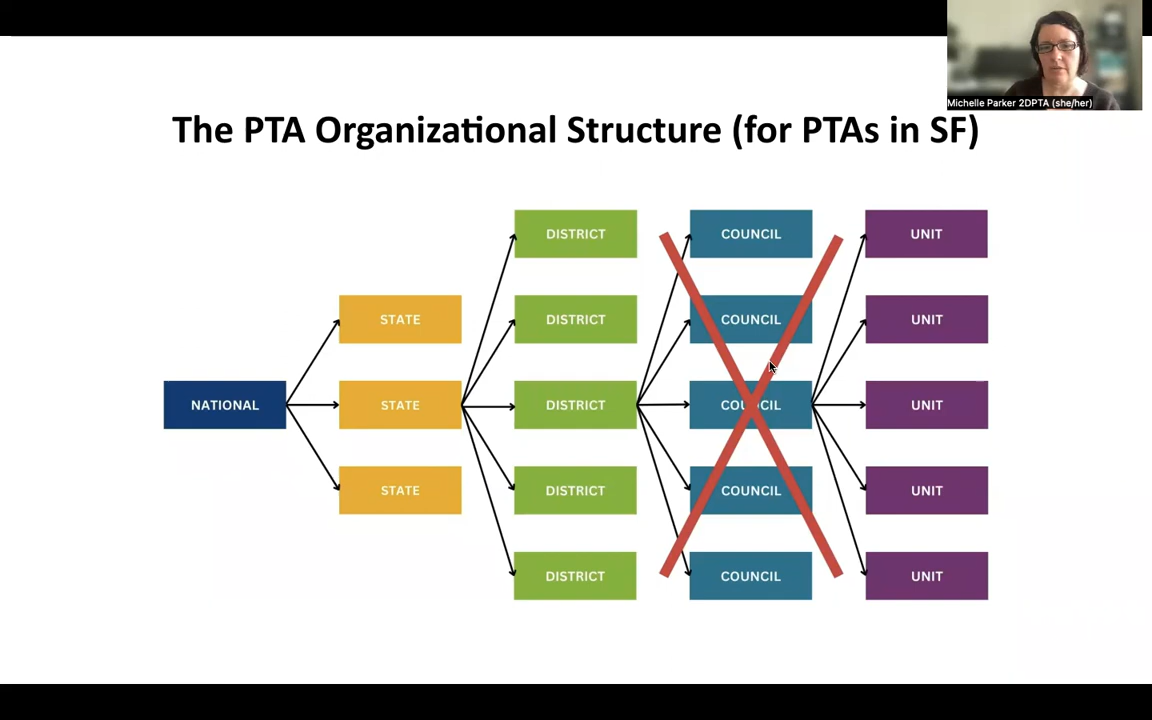 Michelle Parker 2DPTA (she/her)
The PTA Organizational Structure (for PTAs in SF)
DISTRICT COUNCIL UNIT
STATE DISTRICT COUNCIL UNIT
NATIONAL STATE DISTRICT COUNCIL UNIT
STATE DISTRICT COUNCIL UNIT
DISTRICT COUNCIL UNIT